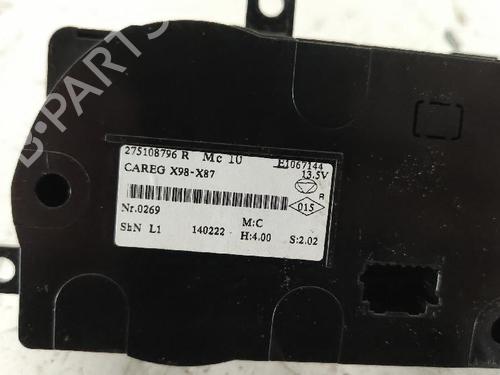 275108796 R Mc 10 E1067144
CAREG X98-X87 13.5V
R
015
Nr.0269 M:C
ShN L1 140222 H:4.00 S:2.02
B-PARTS